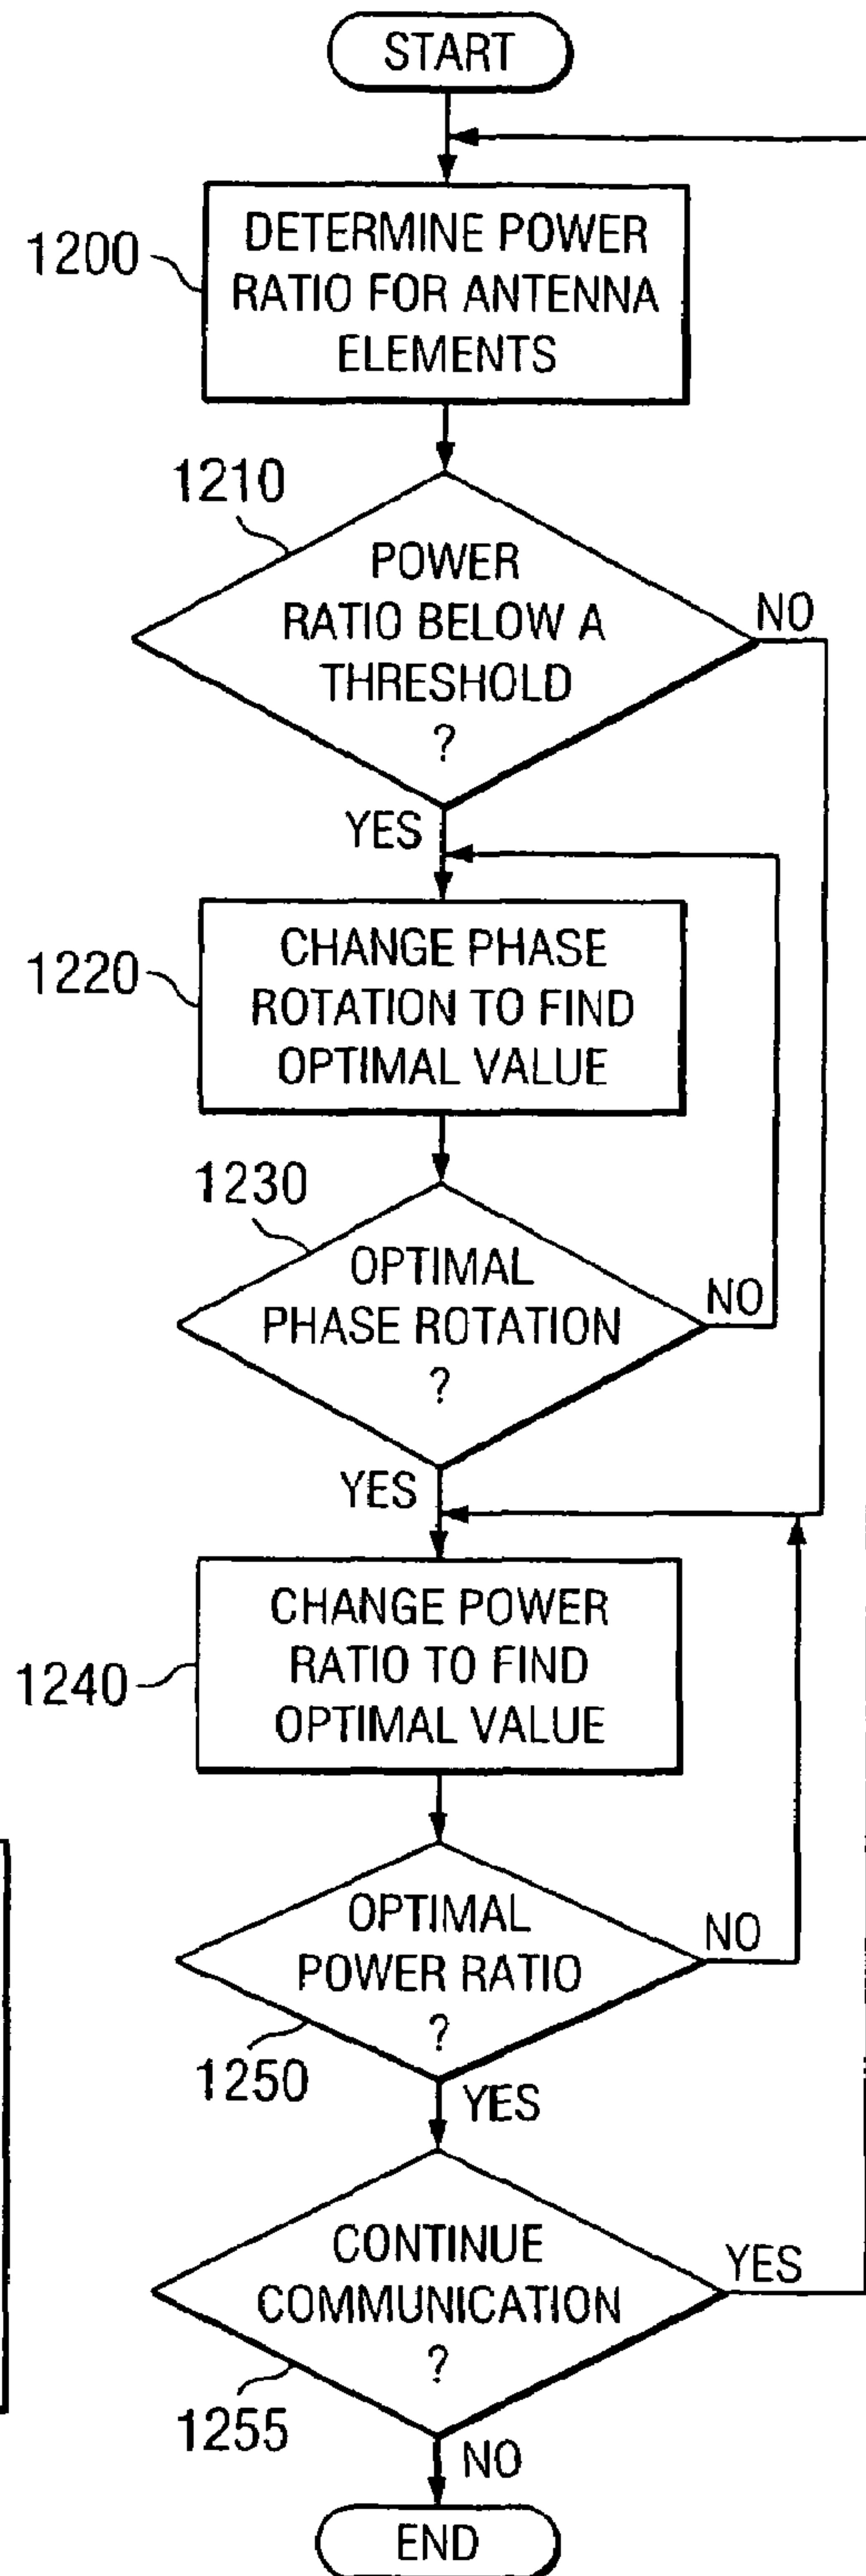 START
1200
DETERMINE POWER
RATIO FOR ANTENNA
ELEMENTS
1210
POWER
RATIO BELOW A
THRESHOLD
?
NO
YES
1220
CHANGE PHASE
ROTATION TO FIND
OPTIMAL VALUE
1230
OPTIMAL
PHASE ROTATION
?
NO
YES
1240
CHANGE POWER
RATIO TO FIND
OPTIMAL VALUE
OPTIMAL
POWER RATIO
?
NO
1250
YES
CONTINUE
COMMUNICATION
?
YES
1255
NO
END